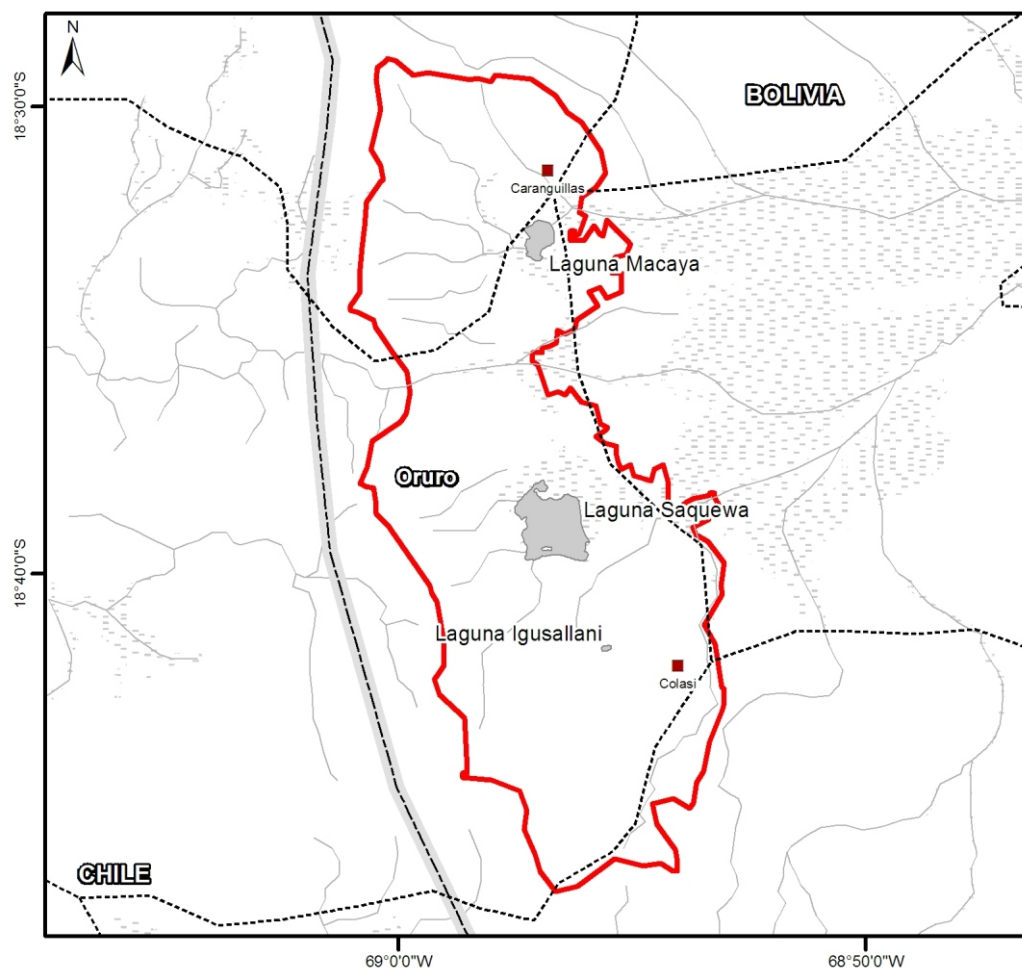 N
BOLIVIA
18°30'0"S
Caranguillas
Laguna Macaya
Oruro
Laguna Saquewa
18°40'0"S
Laguna Igusallani
Colasi
CHILE
69°0'0"W
68°50'0"W